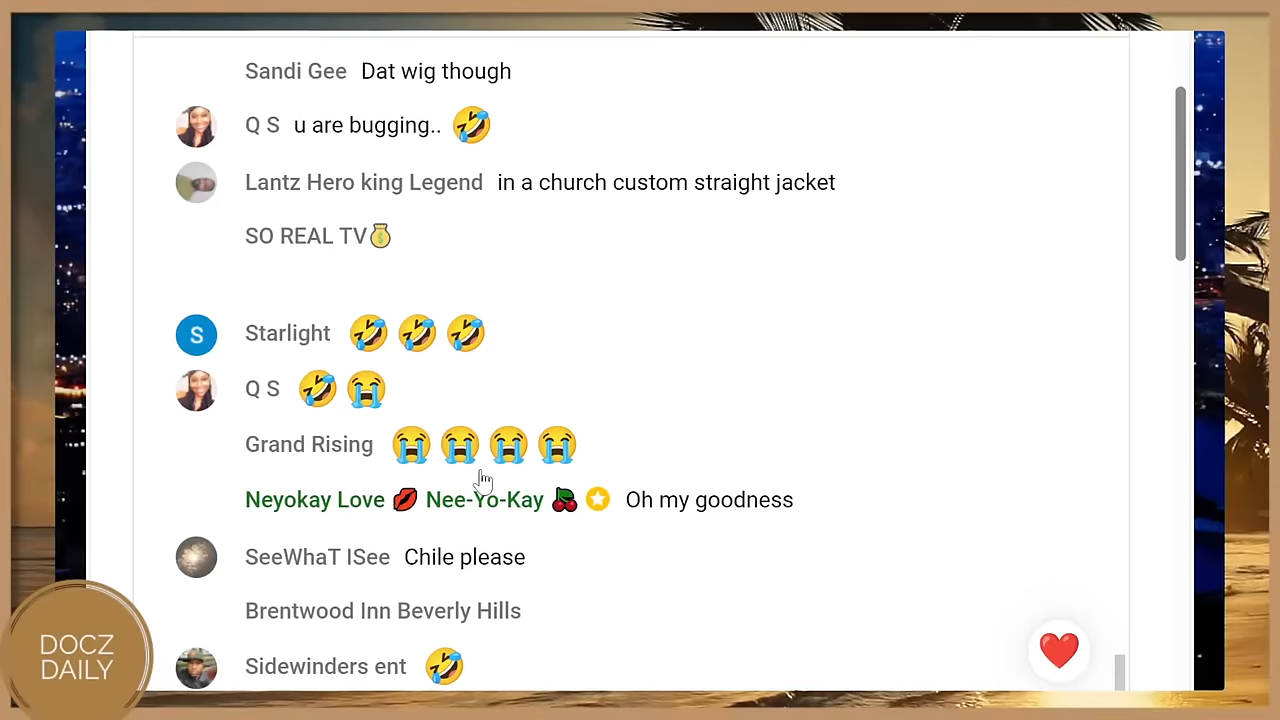 Sandi Gee Dat wig though
Q S u are bugging.. 🤣
Lantz Hero king Legend in a church custom straight jacket
SO REAL TV💰
S
Starlight 🤣🤣🤣
Q S 🤣😭
Grand Rising 😭😭😭😭
Neyokay Love 💋 Nee-Yo-Kay 🍒 Oh my goodness
SeeWhaT ISee Chile please
Brentwood Inn Beverly Hills
Sidewinders ent 🤣
DOCZ
DAILY